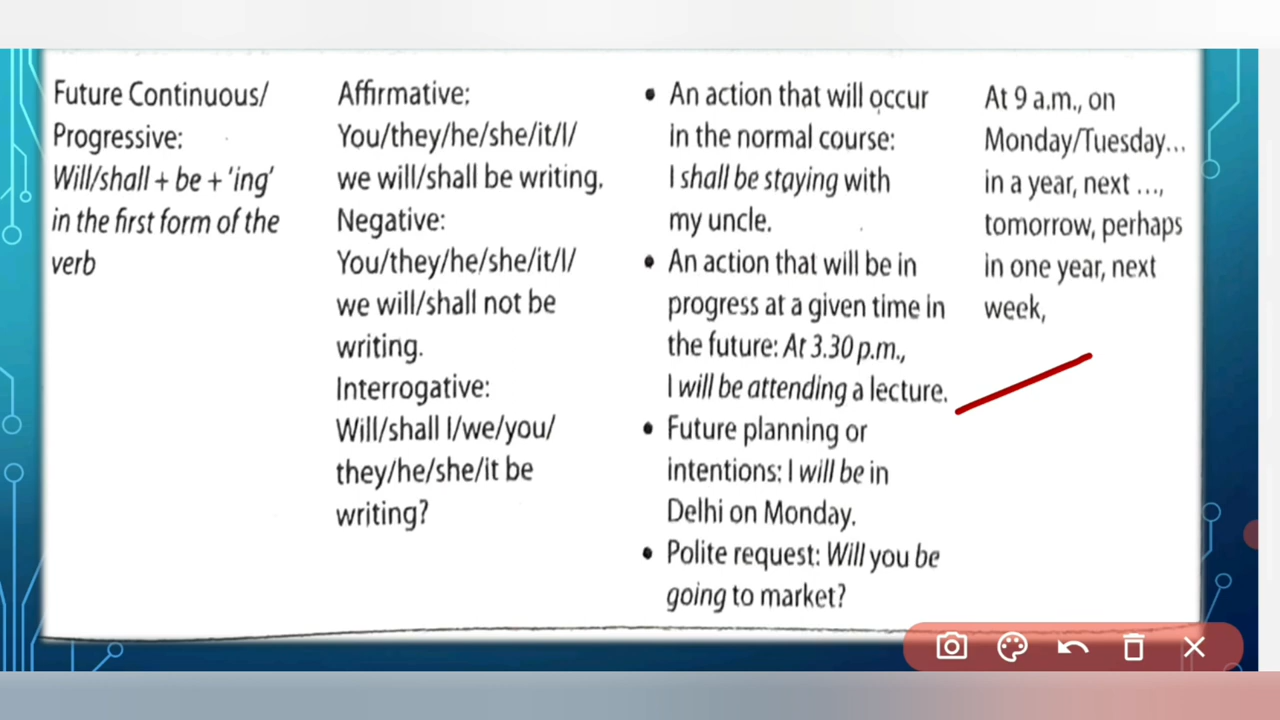 Future Continuous/
Progressive:
Will/shall + be + 'ing'
in the first form of the
verb
Affirmative:
You/they/he/she/it/I/
we will/shall be writing.
Negative:
You/they/he/she/it/I/
we will/shall not be
writing.
Interrogative:
Will/shall I/we/you/
they/he/she/it be
writing?
• An action that will occur
in the normal course:
I shall be staying with
my uncle.
• An action that will be in
progress at a given time in
the future: At 3.30 p.m.,
I will be attending a lecture.
• Future planning or
intentions: I will be in
Delhi on Monday.
• Polite request: Will you be
going to market?
At 9 a.m., on
Monday/Tuesday...
in a year, next ...,
tomorrow, perhaps
in one year, next
week,